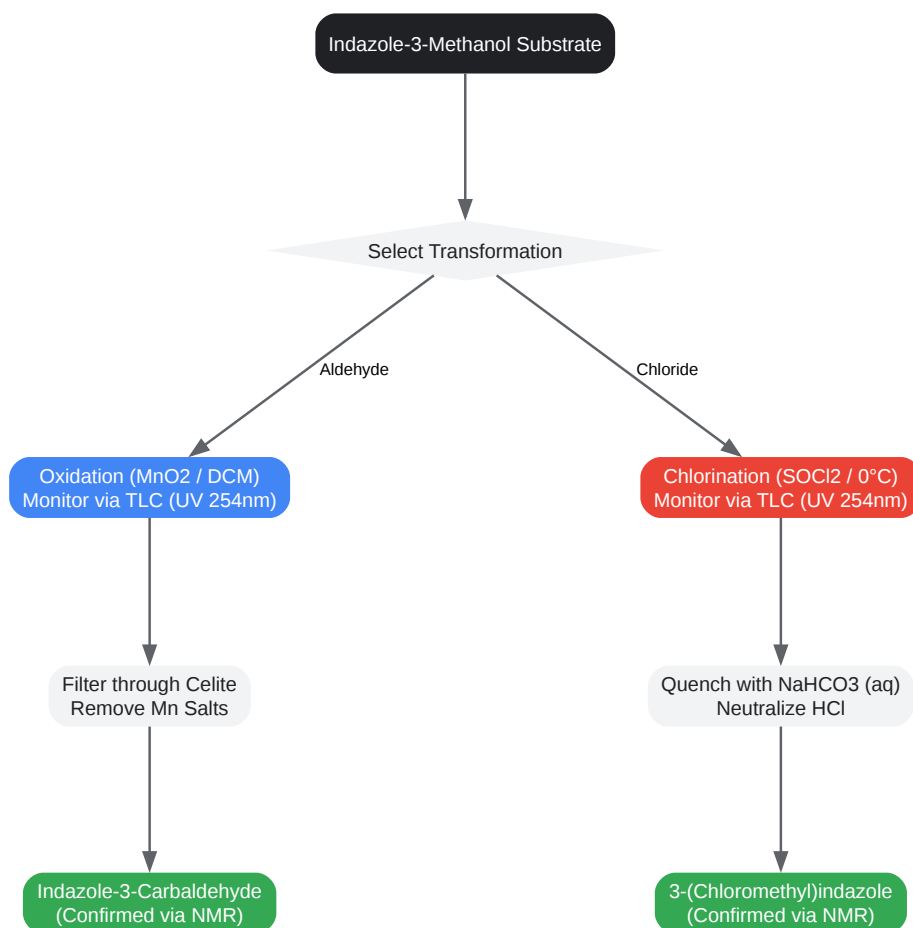 Indazole-3-Methanol Substrate
Select Transformation
Aldehyde
Chloride
Oxidation (MnO2 / DCM)
Monitor via TLC (UV 254nm)
Chlorination (SOCl2 / 0°C)
Monitor via TLC (UV 254nm)
Filter through Celite
Remove Mn Salts
Quench with NaHCO3 (aq)
Neutralize HCl
Indazole-3-Carbaldehyde
(Confirmed via NMR)
3-(Chloromethyl)indazole
(Confirmed via NMR)